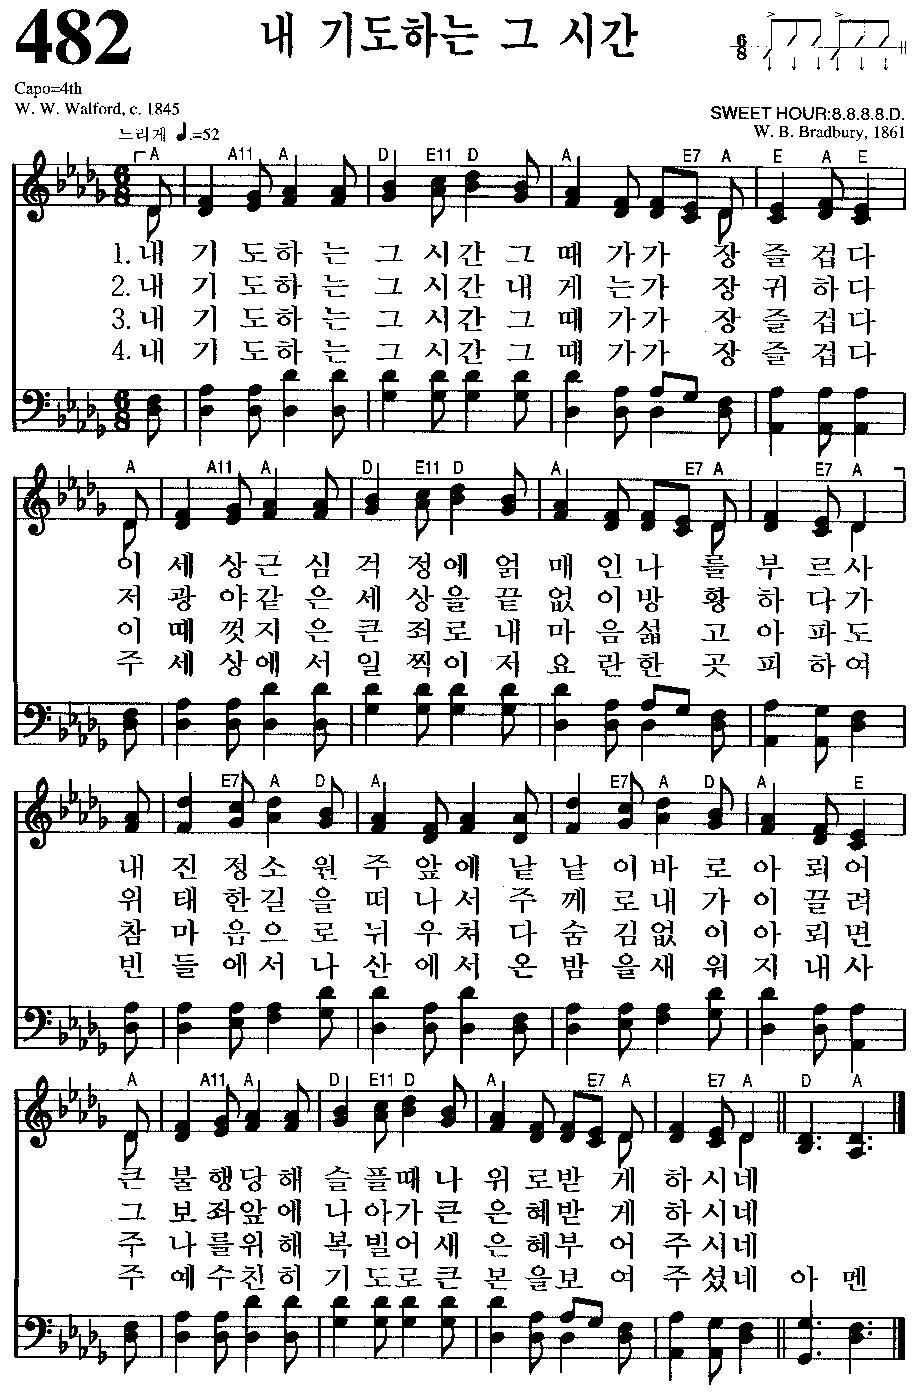 482 내 기도하는 그 시간 6 8
Capo=4th
W. W. Walford, c. 1845 SWEET HOUR:8.8.8.8.D.
느리게 ♩.=52 W. B. Bradbury, 1861
A A11 A D E11 D A E7 A E A E
1. 내 기 도 하 는 그 시 간 그 때 가 가 장 즐 겁 다
2. 내 기 도 하 는 그 시 간 내 게 는 가 장 귀 하 다
3. 내 기 도 하 는 그 시 간 그 때 가 가 장 즐 겁 다
4. 내 기 도 하 는 그 시 간 그 때 가 가 장 즐 겁 다
A A11 A D E11 D A E7 A E7 A
이 세 상 근 심 걱 정 에 얽 매 인 나 를 부 르 사
저 광 야 같 은 세 상 을 끝 없 이 방 황 하 다 가
이 때 껏 지 은 큰 죄 로 내 마 음 섧 고 아 파 도
주 세 상 에 서 일 찍 이 저 요 란 한 곳 피 하 여
E7 A D A E7 A D A E
내 진 정 소 원 주 앞 에 낱 낱 이 바 로 아 뢰 어
위 태 한 길 을 떠 나 서 주 께 로 내 가 이 끌 려
참 마 음 으 로 뉘 우 쳐 다 숨 김 없 이 아 뢰 면
빈 들 에 서 나 산 에 서 온 밤 을 새 워 지 내 사
A A11 A D E11 D A E7 A E7 A D A
큰 불 행 당 해 슬 플 때 나 위 로 받 게 하 시 네
그 보 좌 앞 에 나 아 가 큰 은 혜 받 게 하 시 네
주 나 를 위 해 복 빌 어 새 은 혜 부 어 주 시 네
주 예 수 친 히 기 도 로 큰 본 을 보 여 주 셨 네 아 멘